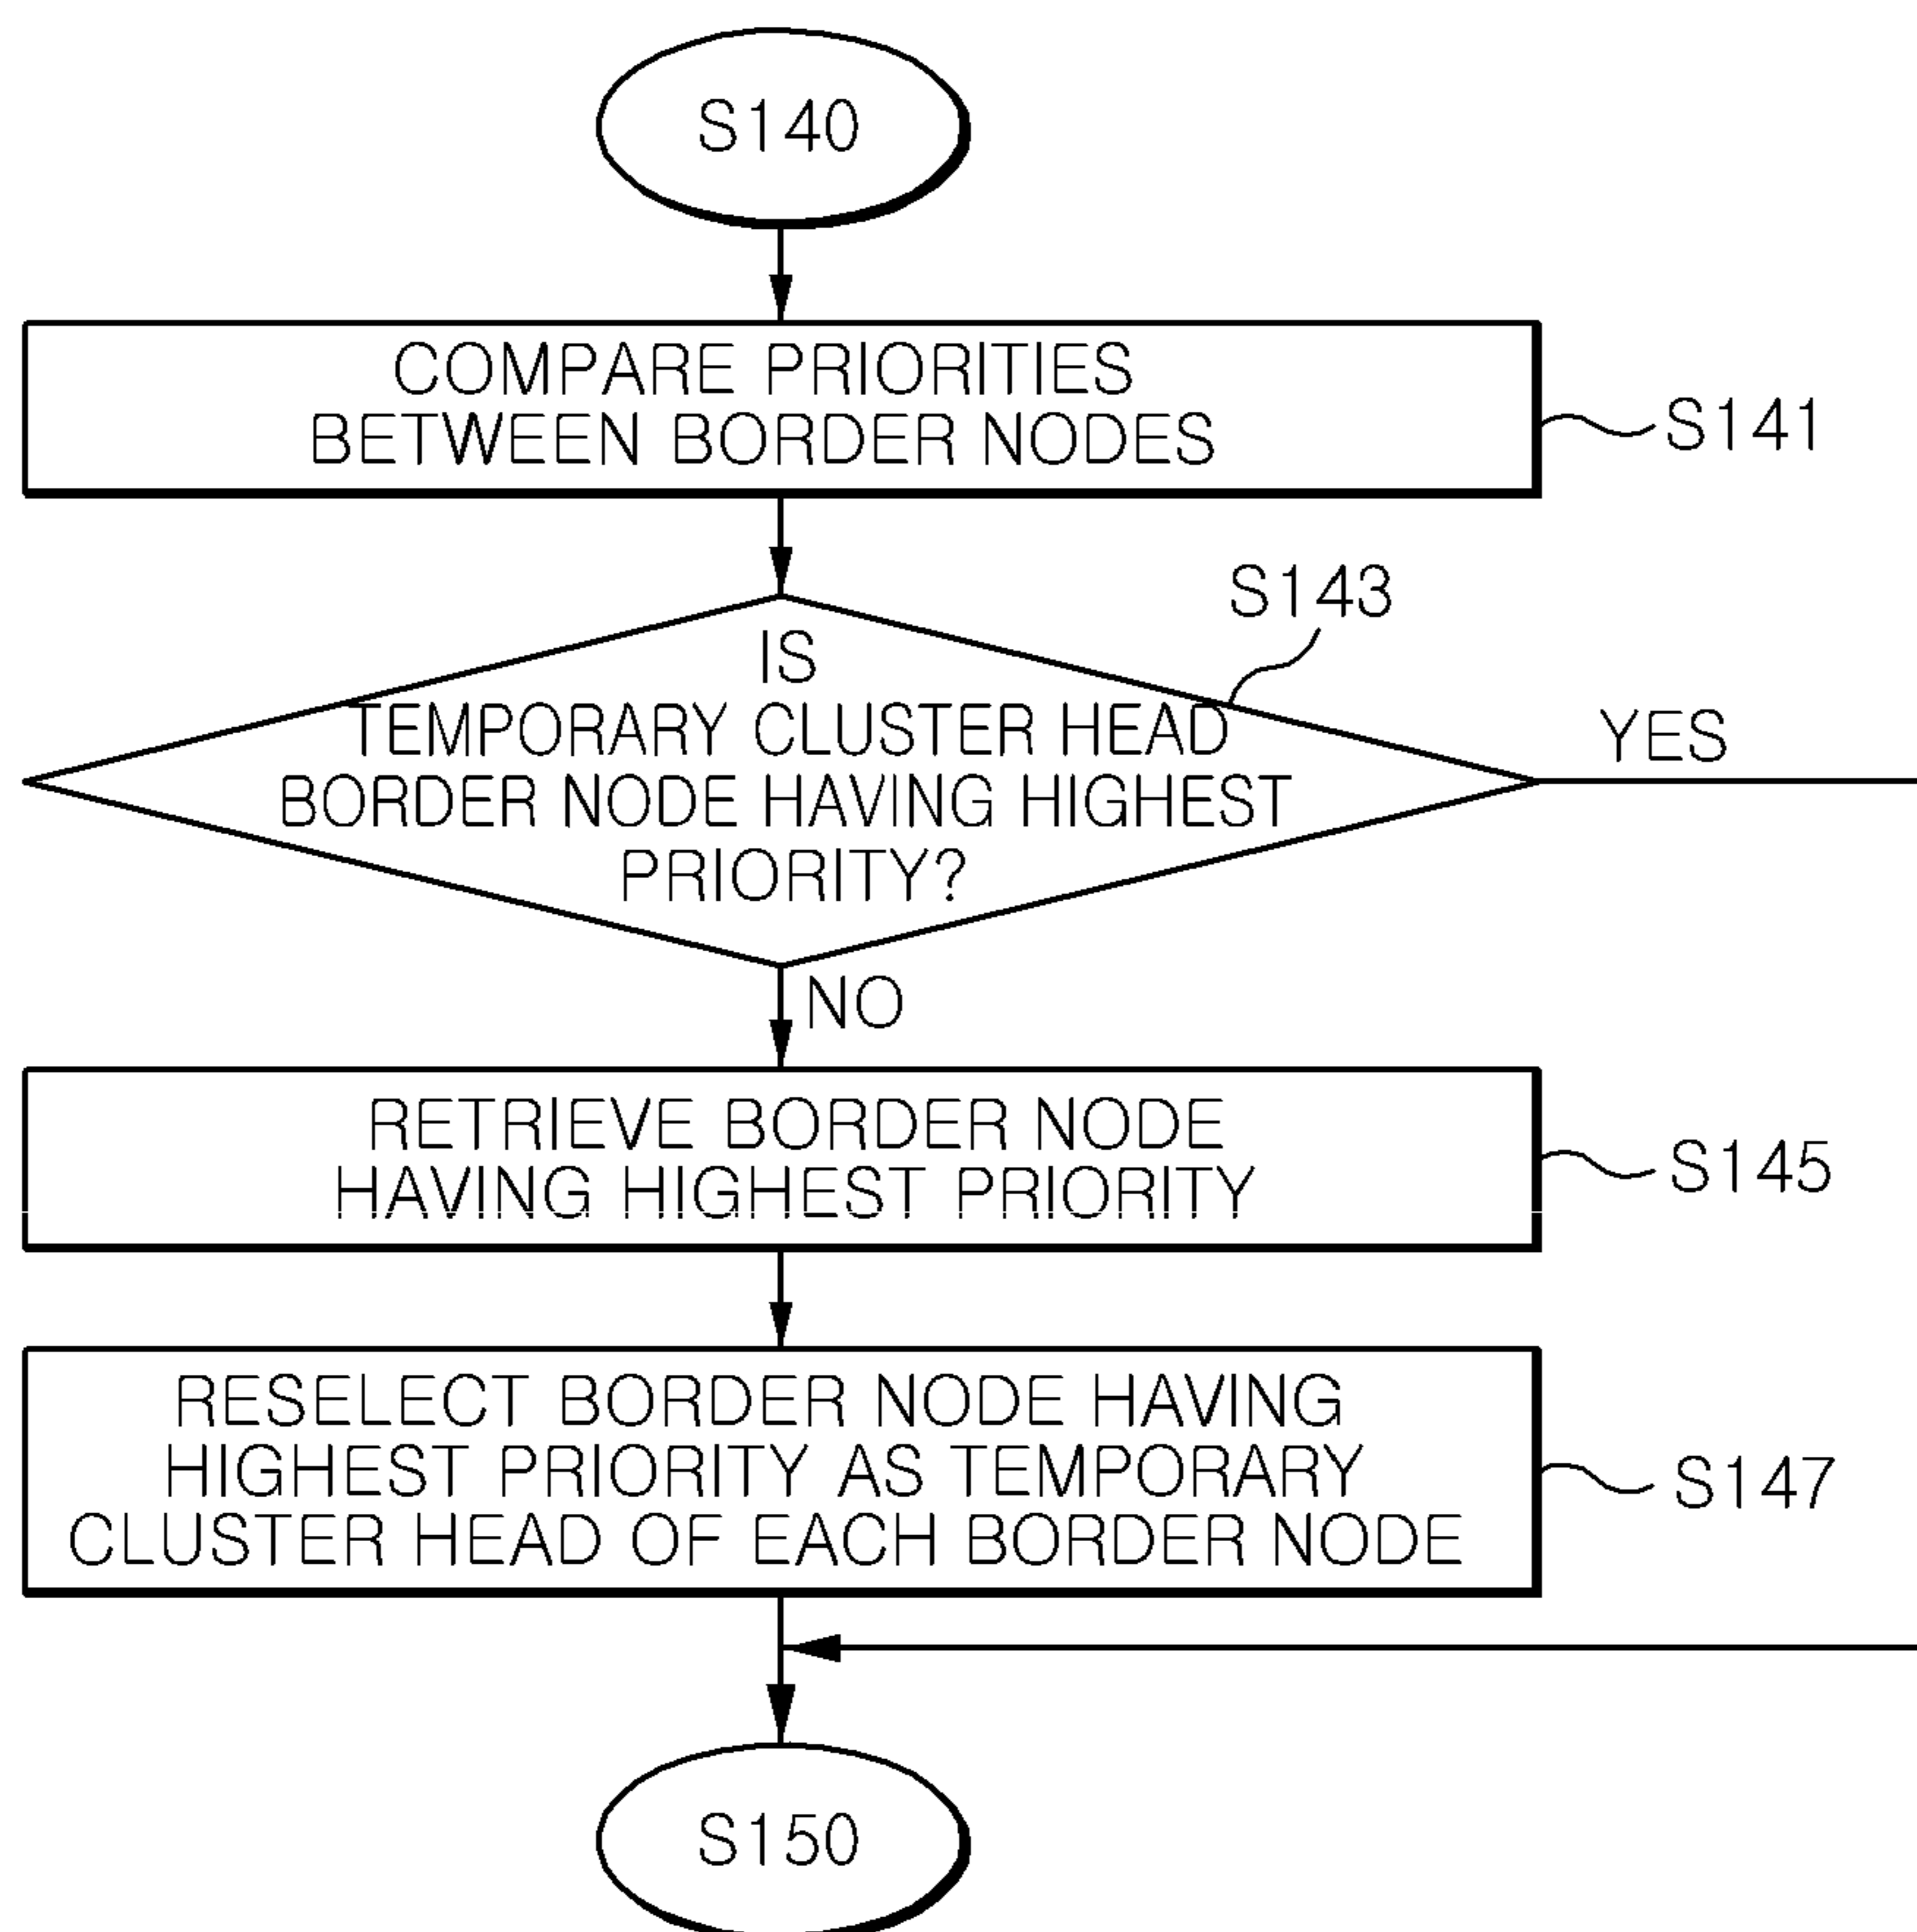 S140
COMPARE PRIORITIES
BETWEEN BORDER NODES
S141
S143
IS
TEMPORARY CLUSTER HEAD
BORDER NODE HAVING HIGHEST
PRIORITY?
YES
NO
RETRIEVE BORDER NODE
HAVING HIGHEST PRIORITY
S145
RESELECT BORDER NODE HAVING
HIGHEST PRIORITY AS TEMPORARY
CLUSTER HEAD OF EACH BORDER NODE
S147
S150